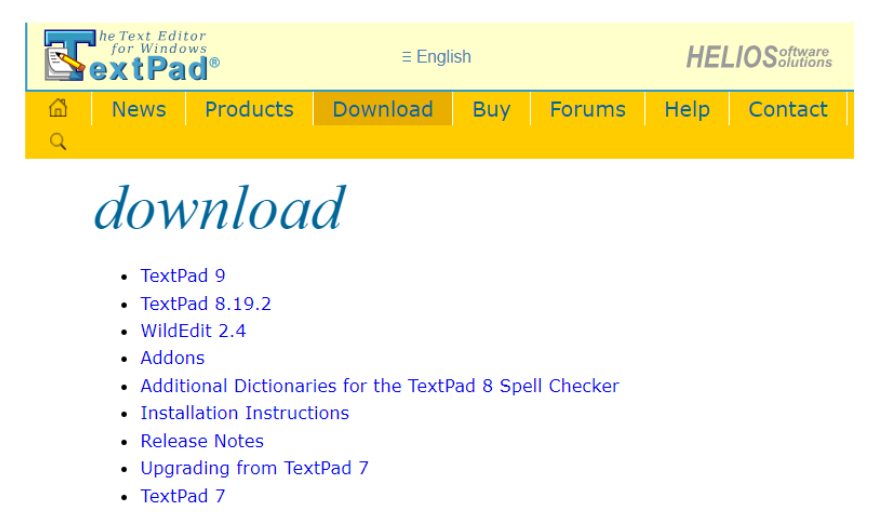 The Text Editor
for Windows
TextPad®
≡ English
HELIOS Software Solutions
News Products Download Buy Forums Help Contact
download
• TextPad 9
• TextPad 8.19.2
• WildEdit 2.4
• Addons
• Additional Dictionaries for the TextPad 8 Spell Checker
• Installation Instructions
• Release Notes
• Upgrading from TextPad 7
• TextPad 7